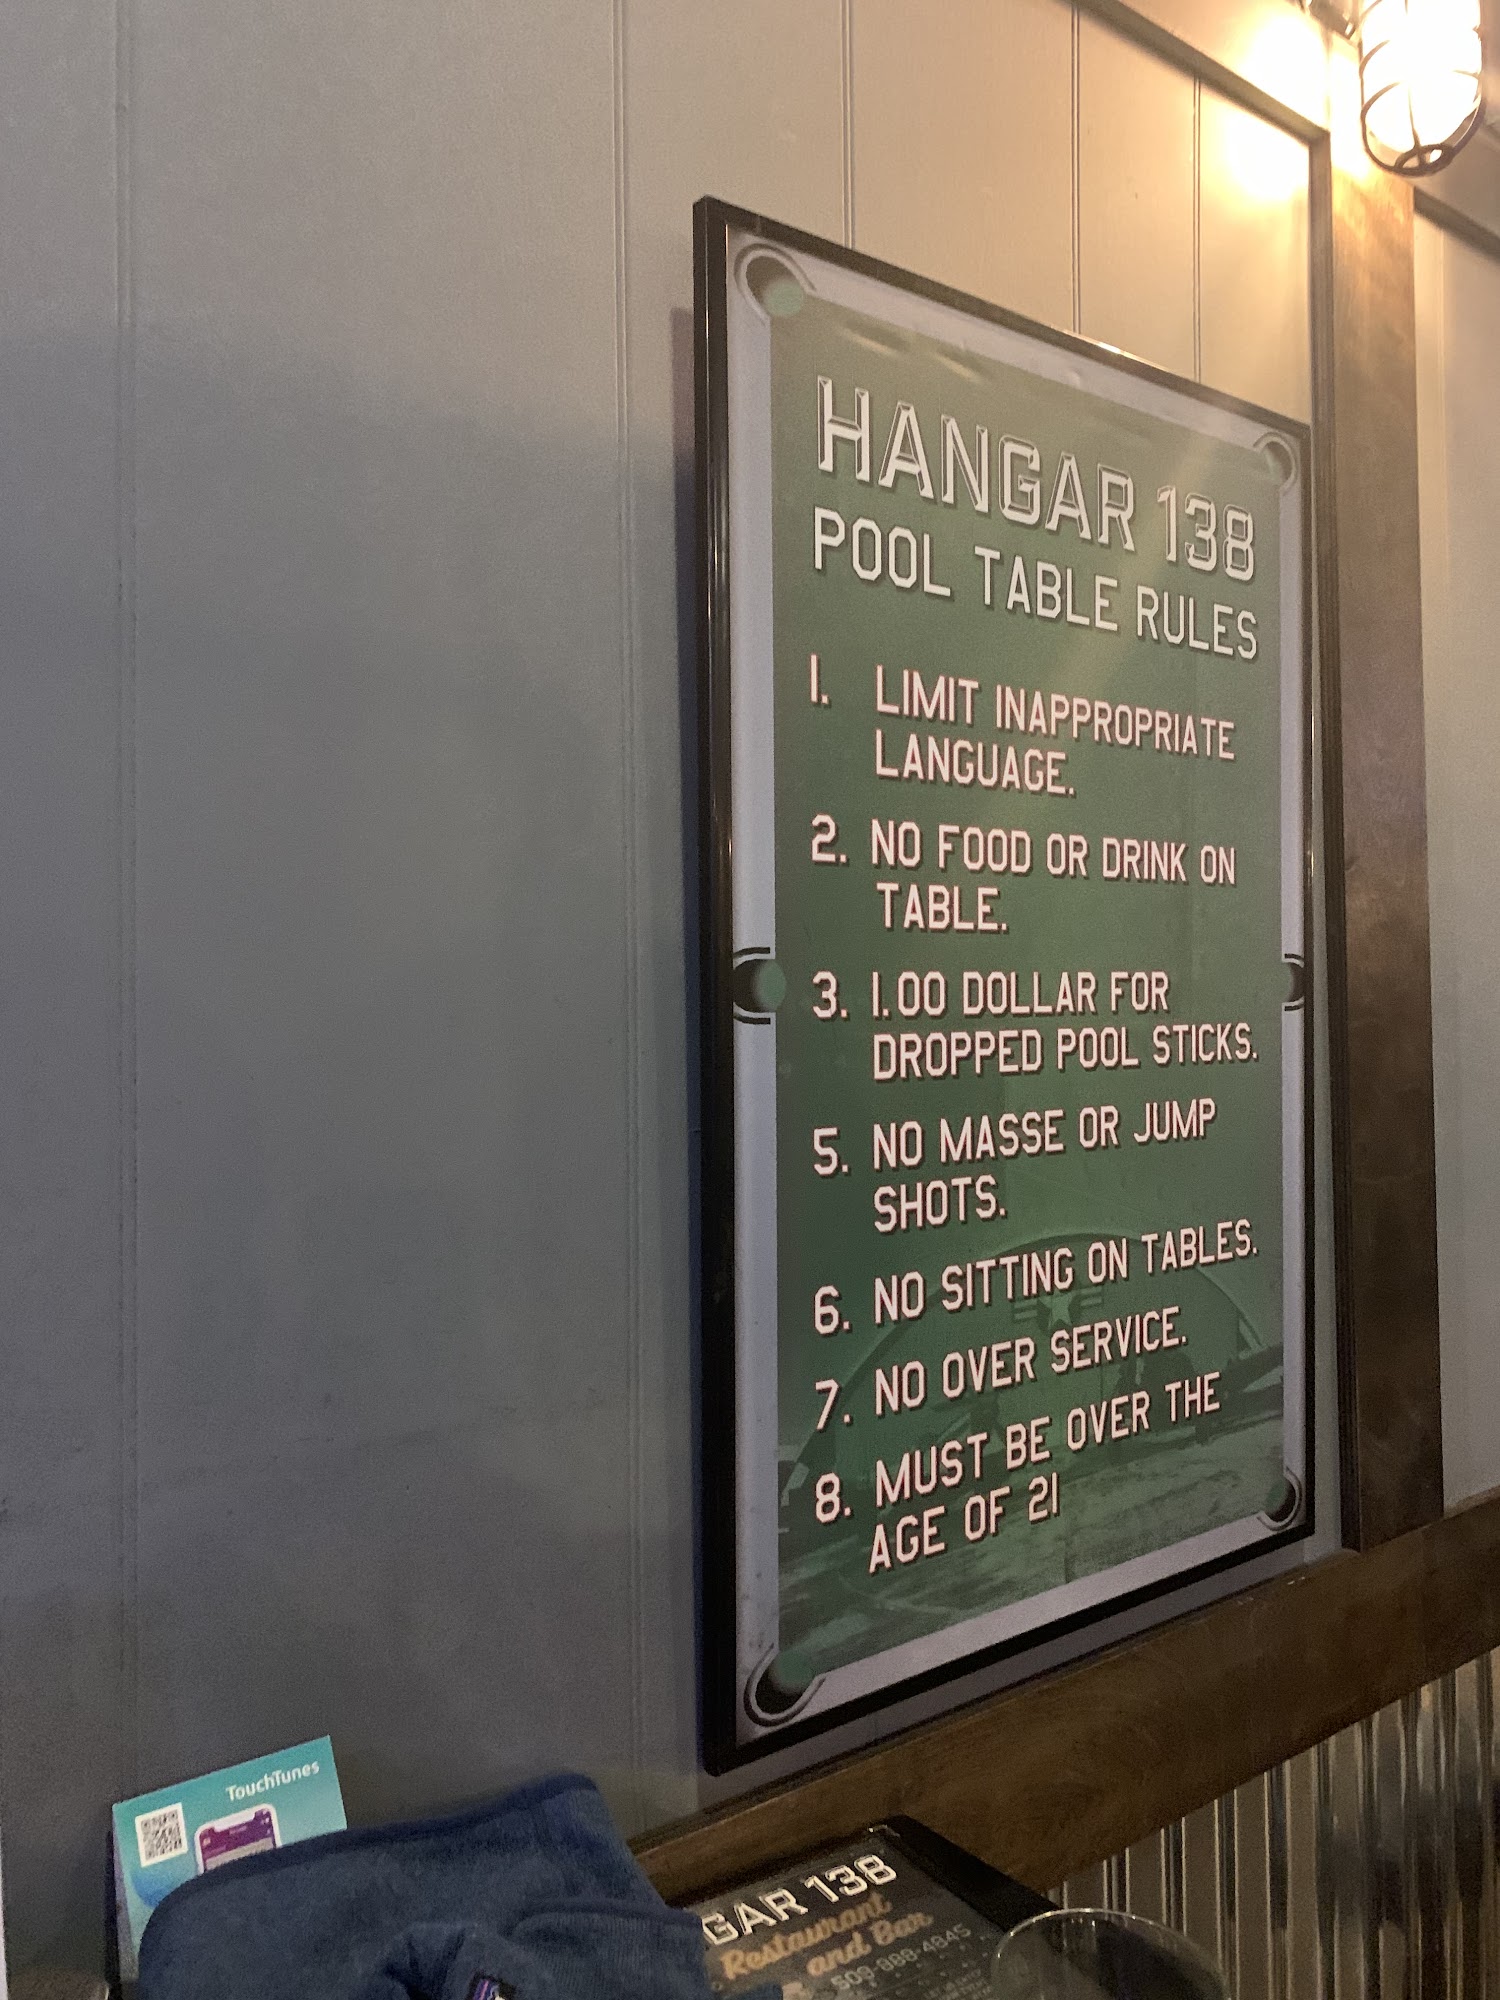 HANGAR 138
POOL TABLE RULES
1. LIMIT INAPPROPRIATE
LANGUAGE.
2. NO FOOD OR DRINK ON
TABLE.
3. 1.00 DOLLAR FOR
DROPPED POOL STICKS.
5. NO MASSE OR JUMP
SHOTS.
6. NO SITTING ON TABLES.
7. NO OVER SERVICE.
8. MUST BE OVER THE
AGE OF 21
TouchTunes
GAR 138
Restaurant
and Bar
509-888-4845